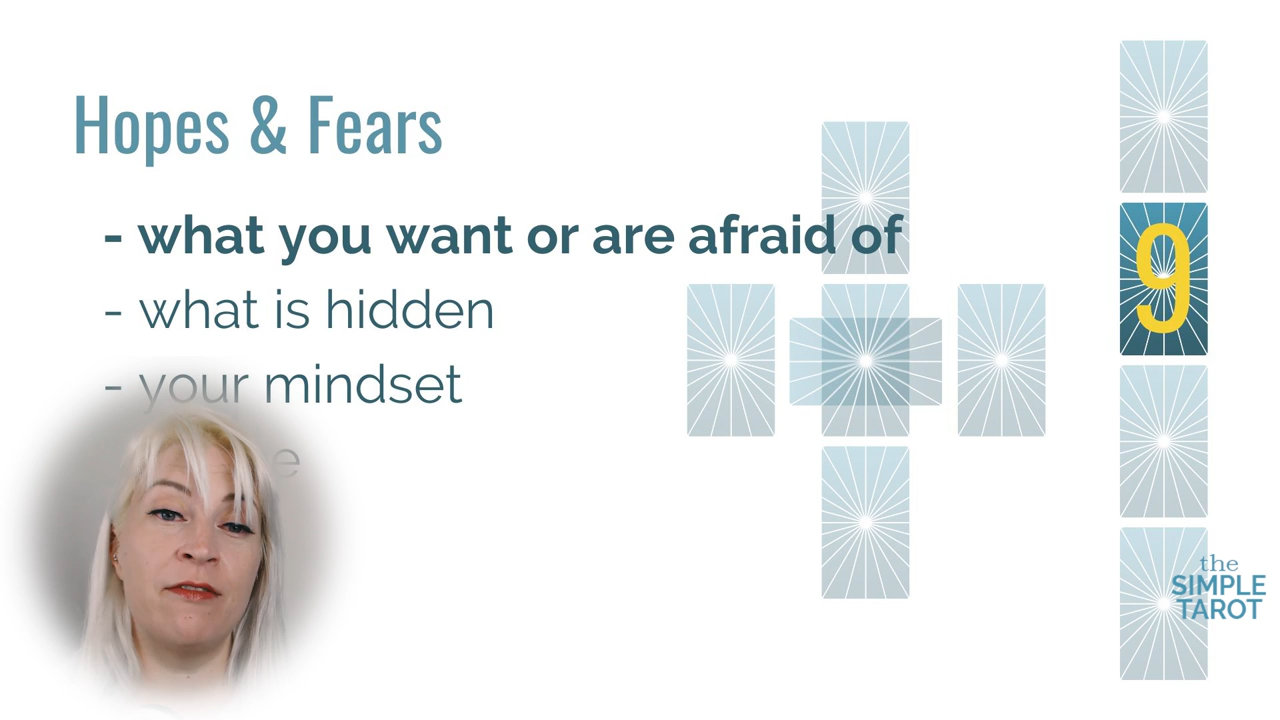 Hopes & Fears
- what you want or are afraid of
- what is hidden
- your mindset
9
the
SIMPLE
TAROT